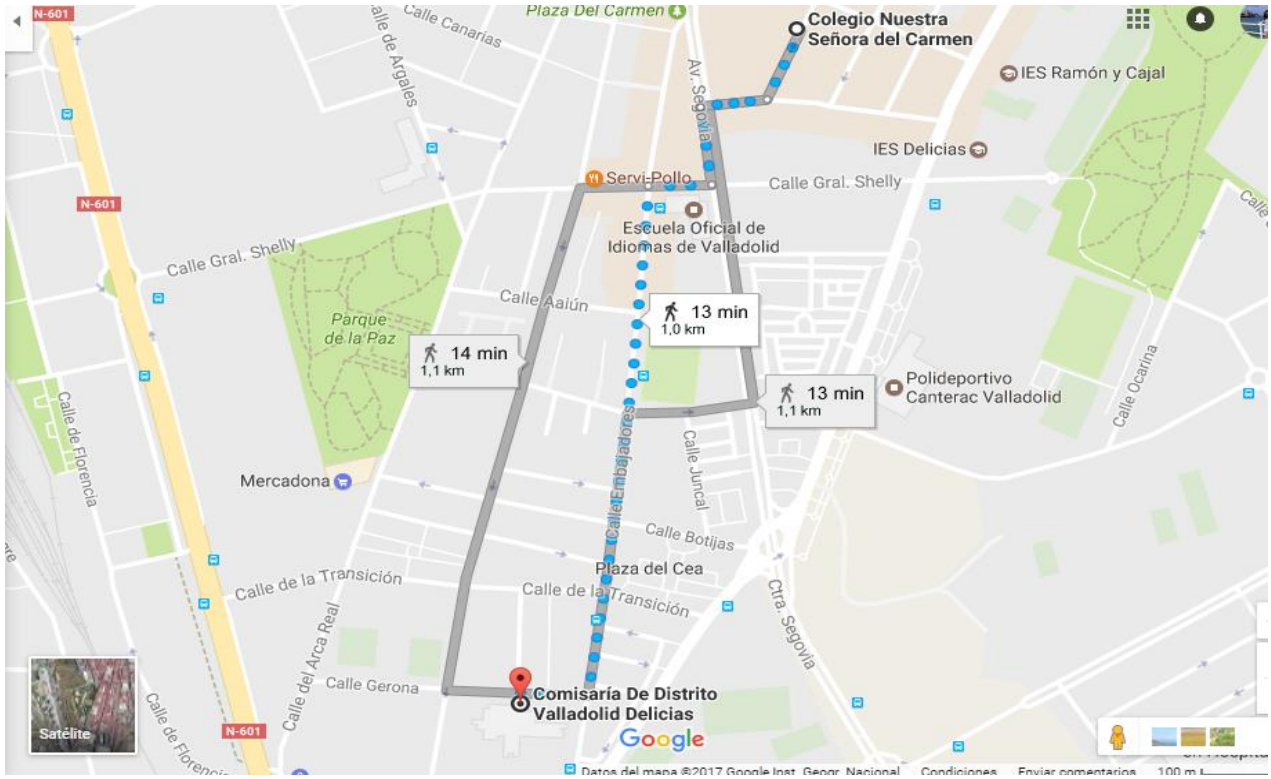 N-601
Plaza Del Carmen
Colegio Nuestra
Señora del Carmen
Calle Canarias
Calle de Argales
Av. Segovia
IES Ramón y Cajal
IES Delicias
Servi-Pollo
Calle Gral. Shelly
N-601
Escuela Oficial de
Idiomas de Valladolid
Calle Gral. Shelly
Calle Aaiún
13 min
1,0 km
Parque
de la Paz
14 min
1,1 km
13 min
1,1 km
Polideportivo
Canterac Valladolid
Calle Ocarina
Calle de Florencia
Calle Embajadores
Calle Juncal
Mercadona
Calle Botijas
Plaza del Cea
Calle de la Transición
Calle de la Transición
Ctra. Segovia
Calle del Arca Real
Calle Gerona
Comisaría De Distrito
Valladolid Delicias
Calle de Florencia
N-601
Satélite
Google
Datos del mapa ©2017 Google Inst. Geogr. Nacional
Condiciones
Enviar comentarios
100 m